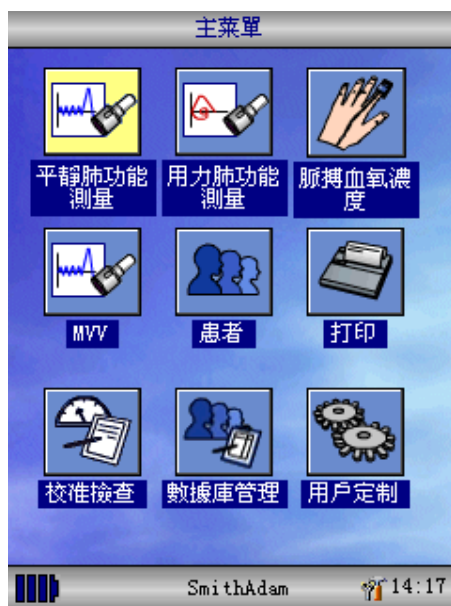 主菜單
平靜肺功能
測量
用力肺功能
測量
脈搏血氧濃
度
MVV
患者
打印
校准檢查
數據庫管理
用戶定制
SmithAdam
14:17